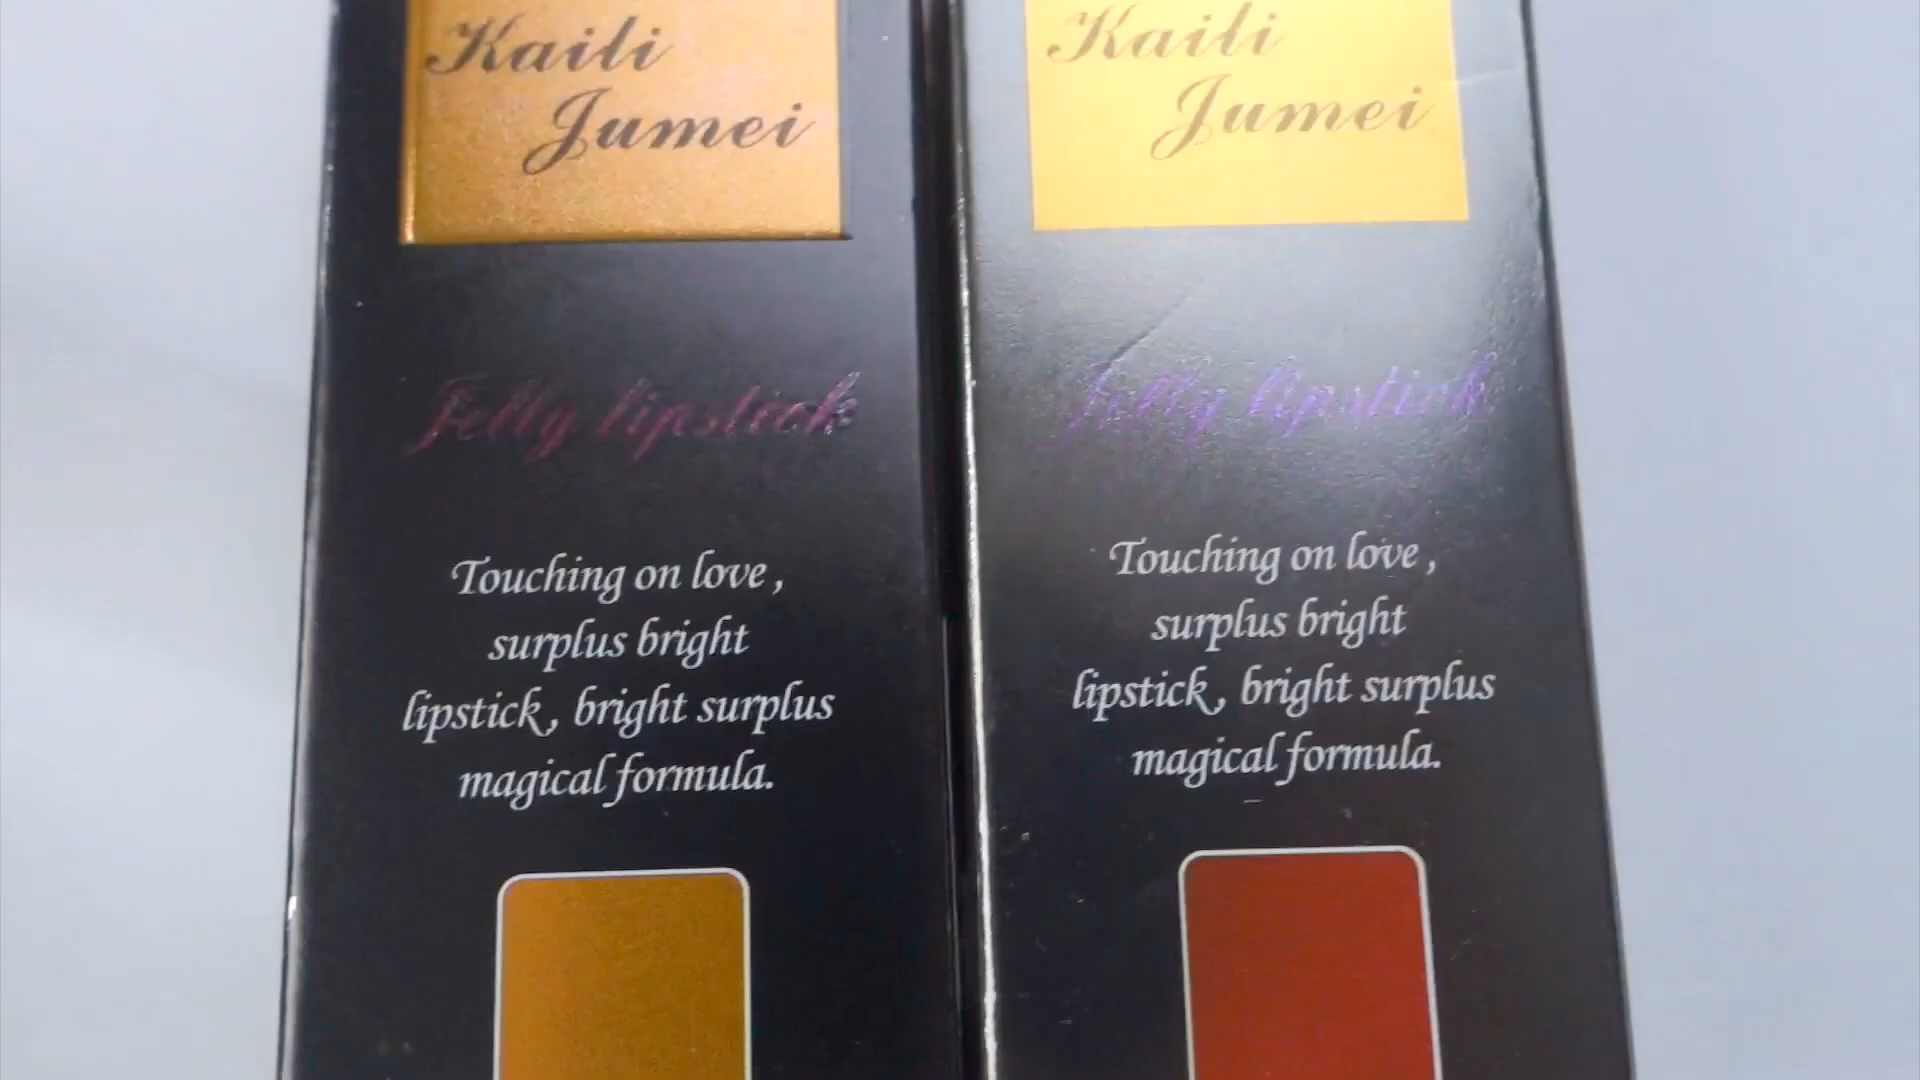 Kaili
Jumei
Jelly lipstick
Touching on love ,
surplus bright
lipstick, bright surplus
magical formula.
Kaili
Jumei
Jelly lipstick
Touching on love ,
surplus bright
lipstick, bright surplus
magical formula.